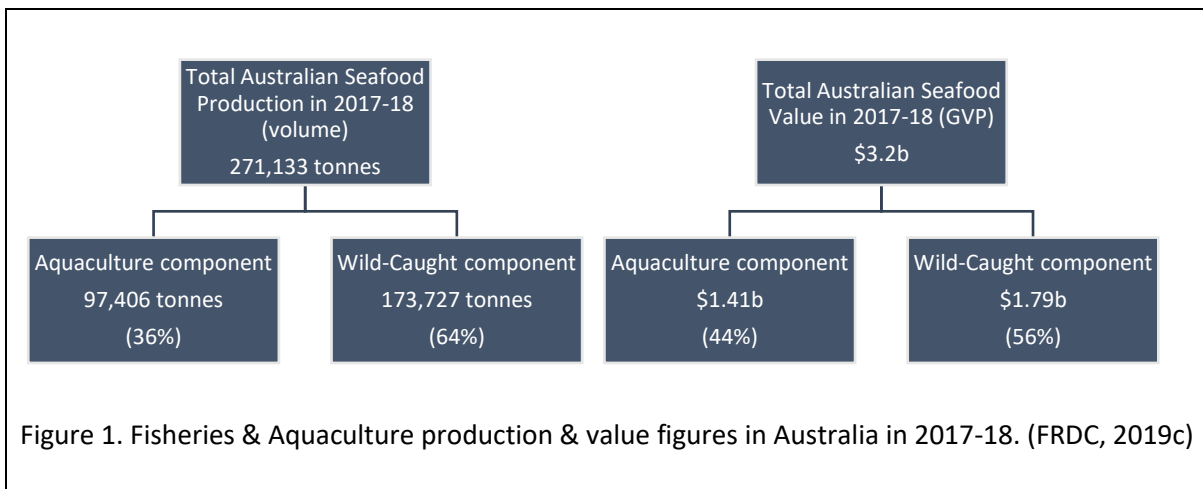 Total Australian Seafood
Production in 2017-18
(volume)
271,133 tonnes
Aquaculture component
97,406 tonnes
(36%)
Wild-Caught component
173,727 tonnes
(64%)
Total Australian Seafood
Value in 2017-18 (GVP)
$3.2b
Aquaculture component
$1.41b
(44%)
Wild-Caught component
$1.79b
(56%)
Figure 1. Fisheries & Aquaculture production & value figures in Australia in 2017-18. (FRDC, 2019c)